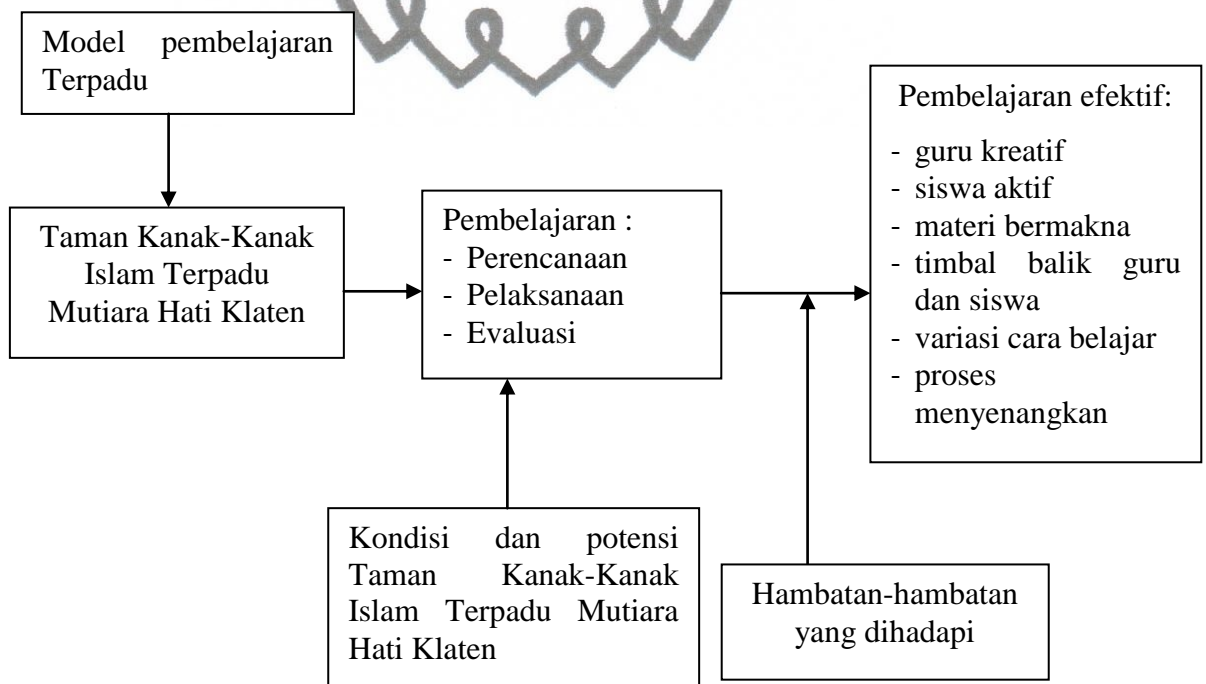 Model pembelajaran
Terpadu
Taman Kanak-Kanak
Islam Terpadu
Mutiara Hati Klaten
Pembelajaran :
- Perencanaan
- Pelaksanaan
- Evaluasi
Pembelajaran efektif:
- guru kreatif
- siswa aktif
- materi bermakna
- timbal balik guru
dan siswa
- variasi cara belajar
- proses
menyenangkan
Kondisi dan potensi
Taman Kanak-Kanak
Islam Terpadu Mutiara
Hati Klaten
Hambatan-hambatan
yang dihadapi